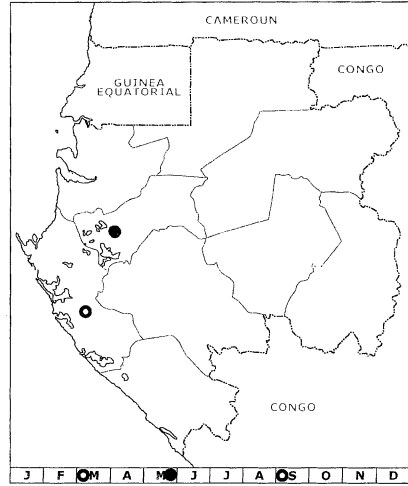 CAMEROUN
CONGO
GUINEA
EQUATORIAL
CONGO
J F M A M J J A S O N D